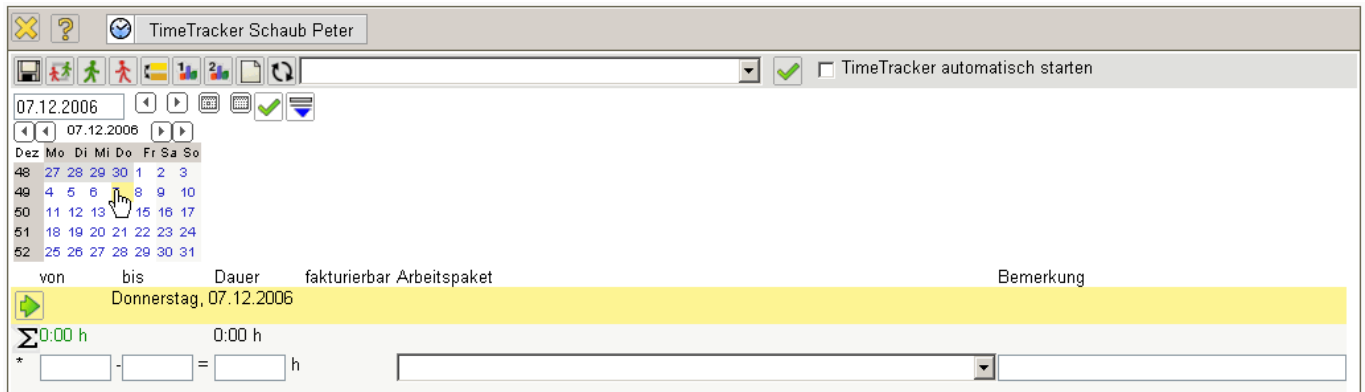 TimeTracker Schaub Peter
TimeTracker automatisch starten
07.12.2006
07.12.2006
Dez Mo Di Mi Do Fr Sa So
48 27 28 29 30 1 2 3
49 4 5 6 7 8 9 10
50 11 12 13 15 16 17
51 18 19 20 21 22 23 24
52 25 26 27 28 29 30 31
von bis Dauer fakturierbar Arbeitspaket Bemerkung
Donnerstag, 07.12.2006
Σ 0:00 h 0:00 h
* - = h